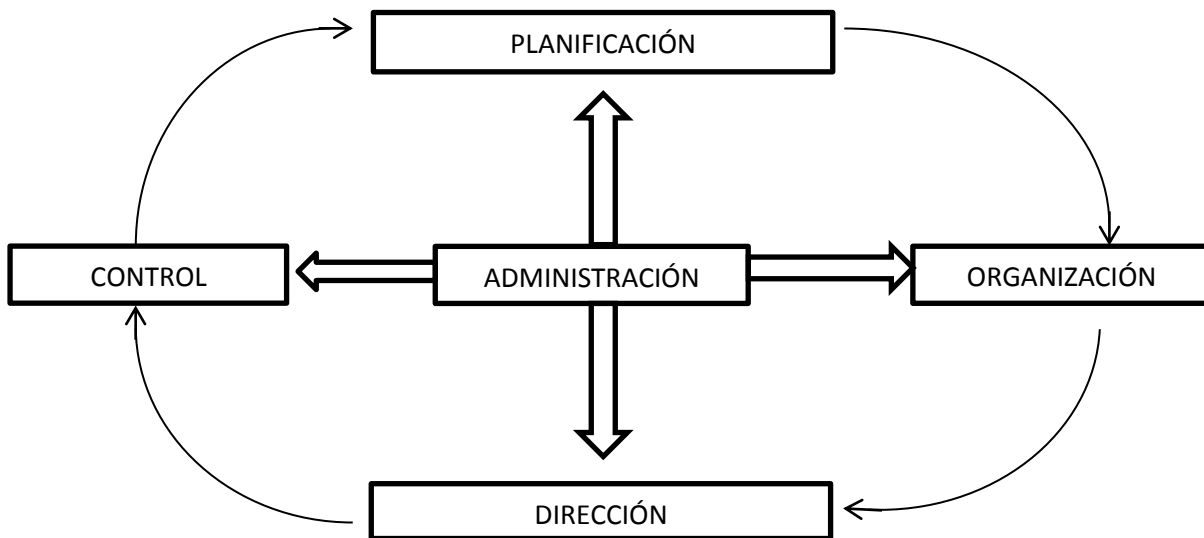 PLANIFICACIÓN
CONTROL
ADMINISTRACIÓN
ORGANIZACIÓN
DIRECCIÓN